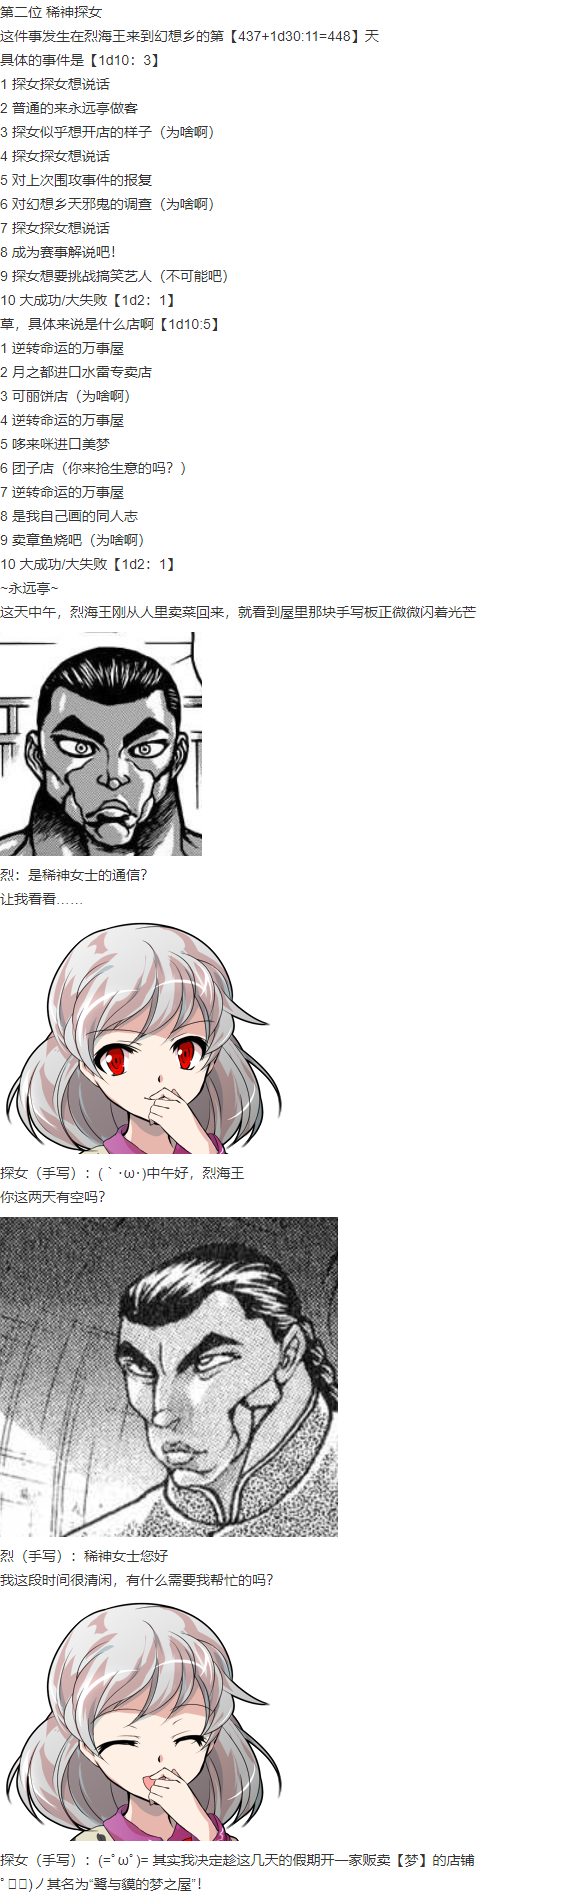 第二位 稀神探女
这件事发生在烈海王来到幻想乡的第【437+1d30:11=448】天
具体的事件是【1d10：3】
1 探女探女想说话
2 普通的来永远亭做客
3 探女似乎想开店的样子（为啥啊）
4 探女探女想说话
5 对上次围攻事件的报复
6 对幻想乡天邪鬼的调查（为啥啊）
7 探女探女想说话
8 成为赛事解说吧！
9 探女想要挑战搞笑艺人（不可能吧）
10 大成功/大失败【1d2：1】
草，具体来说是什么店啊【1d10:5】
1 逆转命运的万事屋
2 月之都进口水雷专卖店
3 可丽饼店（为啥啊）
4 逆转命运的万事屋
5 哆来咪进口美梦
6 团子店（你来抢生意的吗？）
7 逆转命运的万事屋
8 是我自己画的同人志
9 卖章鱼烧吧（为啥啊）
10 大成功/大失败【1d2：1】
~永远亭~
这天中午，烈海王刚从人里卖菜回来，就看到屋里那块手写板正微微闪着光芒
烈：是稀神女士的通信？
让我看看……
探女（手写）：(｀･ω･)中午好，烈海王
你这两天有空吗？
烈（手写）：稀神女士您好
我这段时间很清闲，有什么需要我帮忙的吗？
探女（手写）：(=ﾟωﾟ)= 其实我决定趁这几天的假期开一家贩卖【梦】的店铺
ﾟ□□)ノ其名为“鹭与貘的梦之屋”！